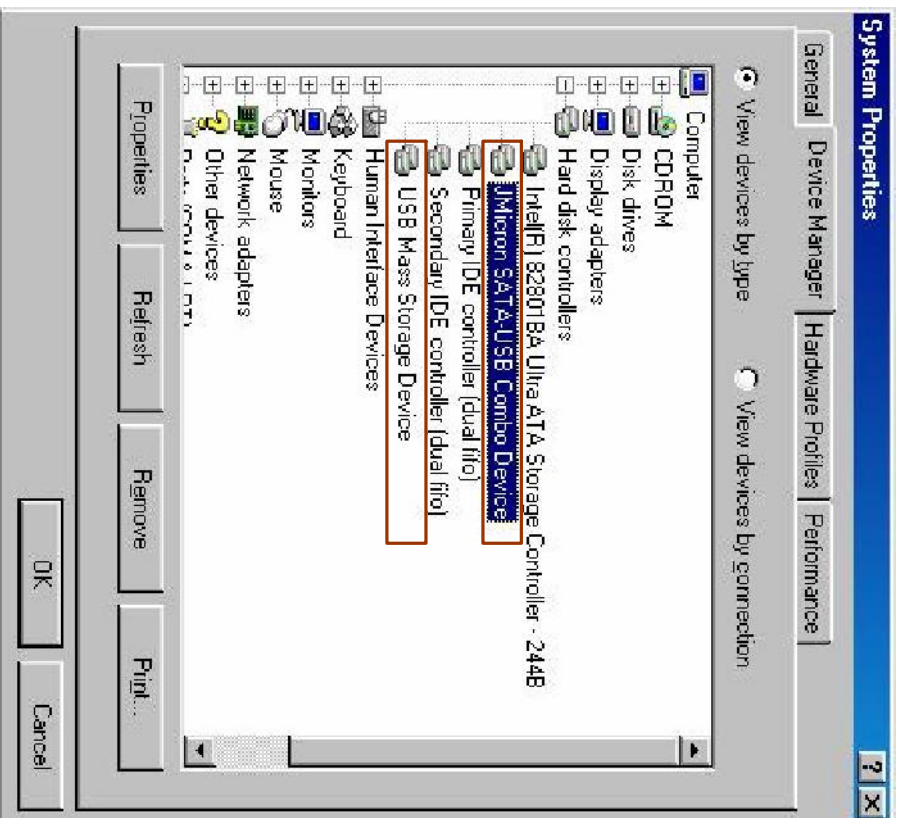 System Properties
General Device Manager Hardware Profiles Performance
View devices by type View devices by connection
Computer
CDROM
Disk drives
Display adapters
Hard disk controllers
Intel(R) 82801BA Ultra ATA Storage Controller - 244B
JMicron SATA-USB Combo Device
Primary IDE controller (dual fifo)
Secondary IDE controller (dual fifo)
USB Mass Storage Device
Human Interface Devices
Keyboard
Monitors
Mouse
Network adapters
Other devices
Ports (COM & LPT)
Properties Refresh Remove Print...
OK Cancel